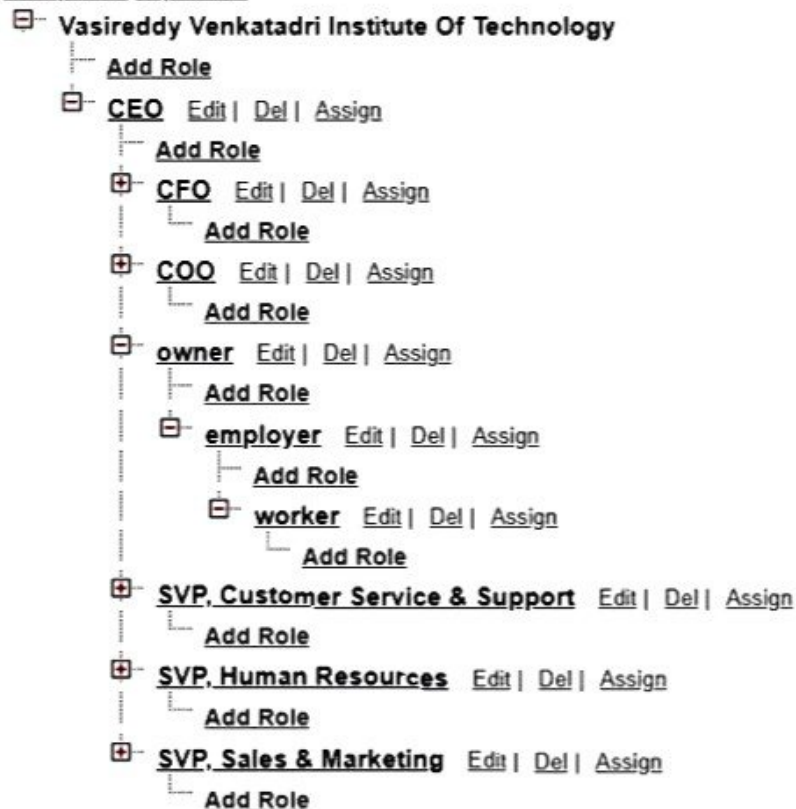 Vasireddy Venkatadri Institute Of Technology
Add Role
CEO Edit | Del | Assign
Add Role
CFO Edit | Del | Assign
Add Role
COO Edit | Del | Assign
Add Role
owner Edit | Del | Assign
Add Role
employer Edit | Del | Assign
Add Role
worker Edit | Del | Assign
Add Role
SVP, Customer Service & Support Edit | Del | Assign
Add Role
SVP, Human Resources Edit | Del | Assign
Add Role
SVP, Sales & Marketing Edit | Del | Assign
Add Role